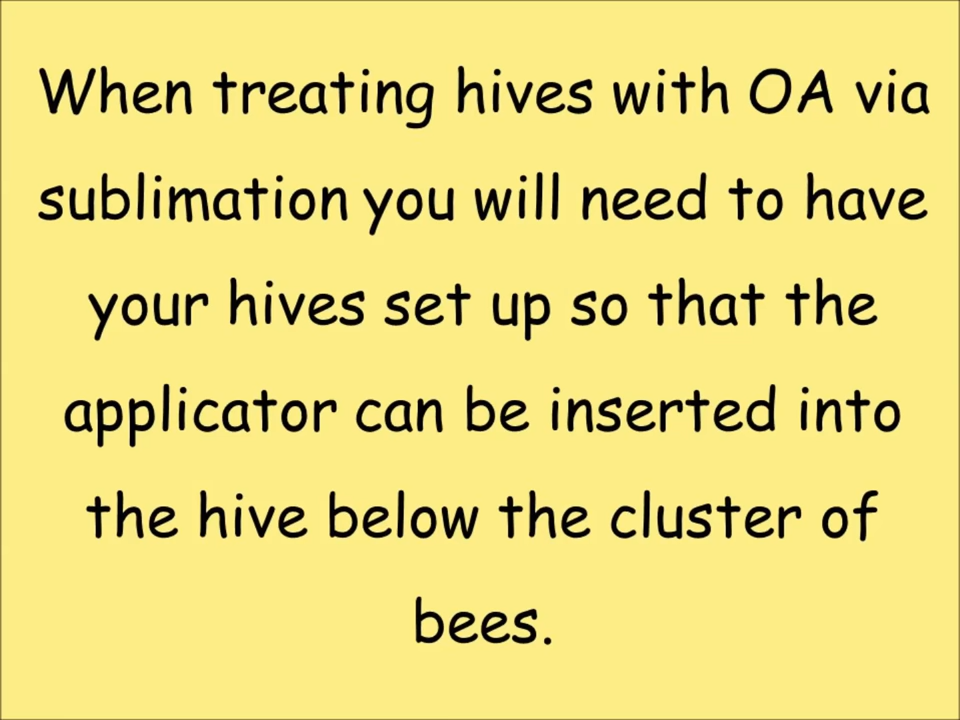 When treating hives with OA via
sublimation you will need to have
your hives set up so that the
applicator can be inserted into
the hive below the cluster of
bees.